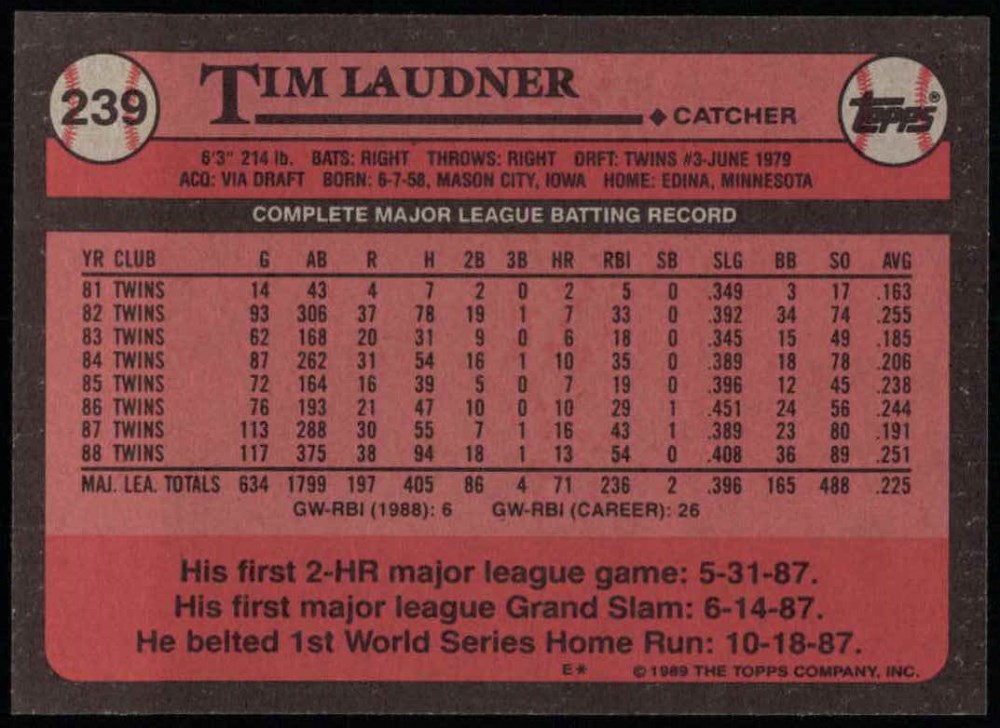 239
TIM LAUDNER
◆ CATCHER
TOPPS®
6'3" 214 lb. BATS: RIGHT THROWS: RIGHT DRFT: TWINS #3-JUNE 1979
ACQ: VIA DRAFT BORN: 6-7-58, MASON CITY, IOWA HOME: EDINA, MINNESOTA
COMPLETE MAJOR LEAGUE BATTING RECORD
YR CLUB G AB R H 2B 3B HR RBI SB SLG BB SO AVG
81 TWINS 14 43 4 7 2 0 2 5 0 .349 3 17 .163
82 TWINS 93 306 37 78 19 1 7 33 0 .392 34 74 .255
83 TWINS 62 168 20 31 9 0 6 18 0 .345 15 49 .185
84 TWINS 87 262 31 54 16 1 10 35 0 .389 18 78 .206
85 TWINS 72 164 16 39 5 0 7 19 0 .396 12 45 .238
86 TWINS 76 193 21 47 10 0 10 29 1 .451 24 56 .244
87 TWINS 113 288 30 55 7 1 16 43 1 .389 23 80 .191
88 TWINS 117 375 38 94 18 1 13 54 0 .408 36 89 .251
MAJ. LEA. TOTALS 634 1799 197 405 86 4 71 236 2 .396 165 488 .225
GW-RBI (1988): 6 GW-RBI (CAREER): 26
His first 2-HR major league game: 5-31-87.
His first major league Grand Slam: 6-14-87.
He belted 1st World Series Home Run: 10-18-87.
E* © 1989 THE TOPPS COMPANY, INC.